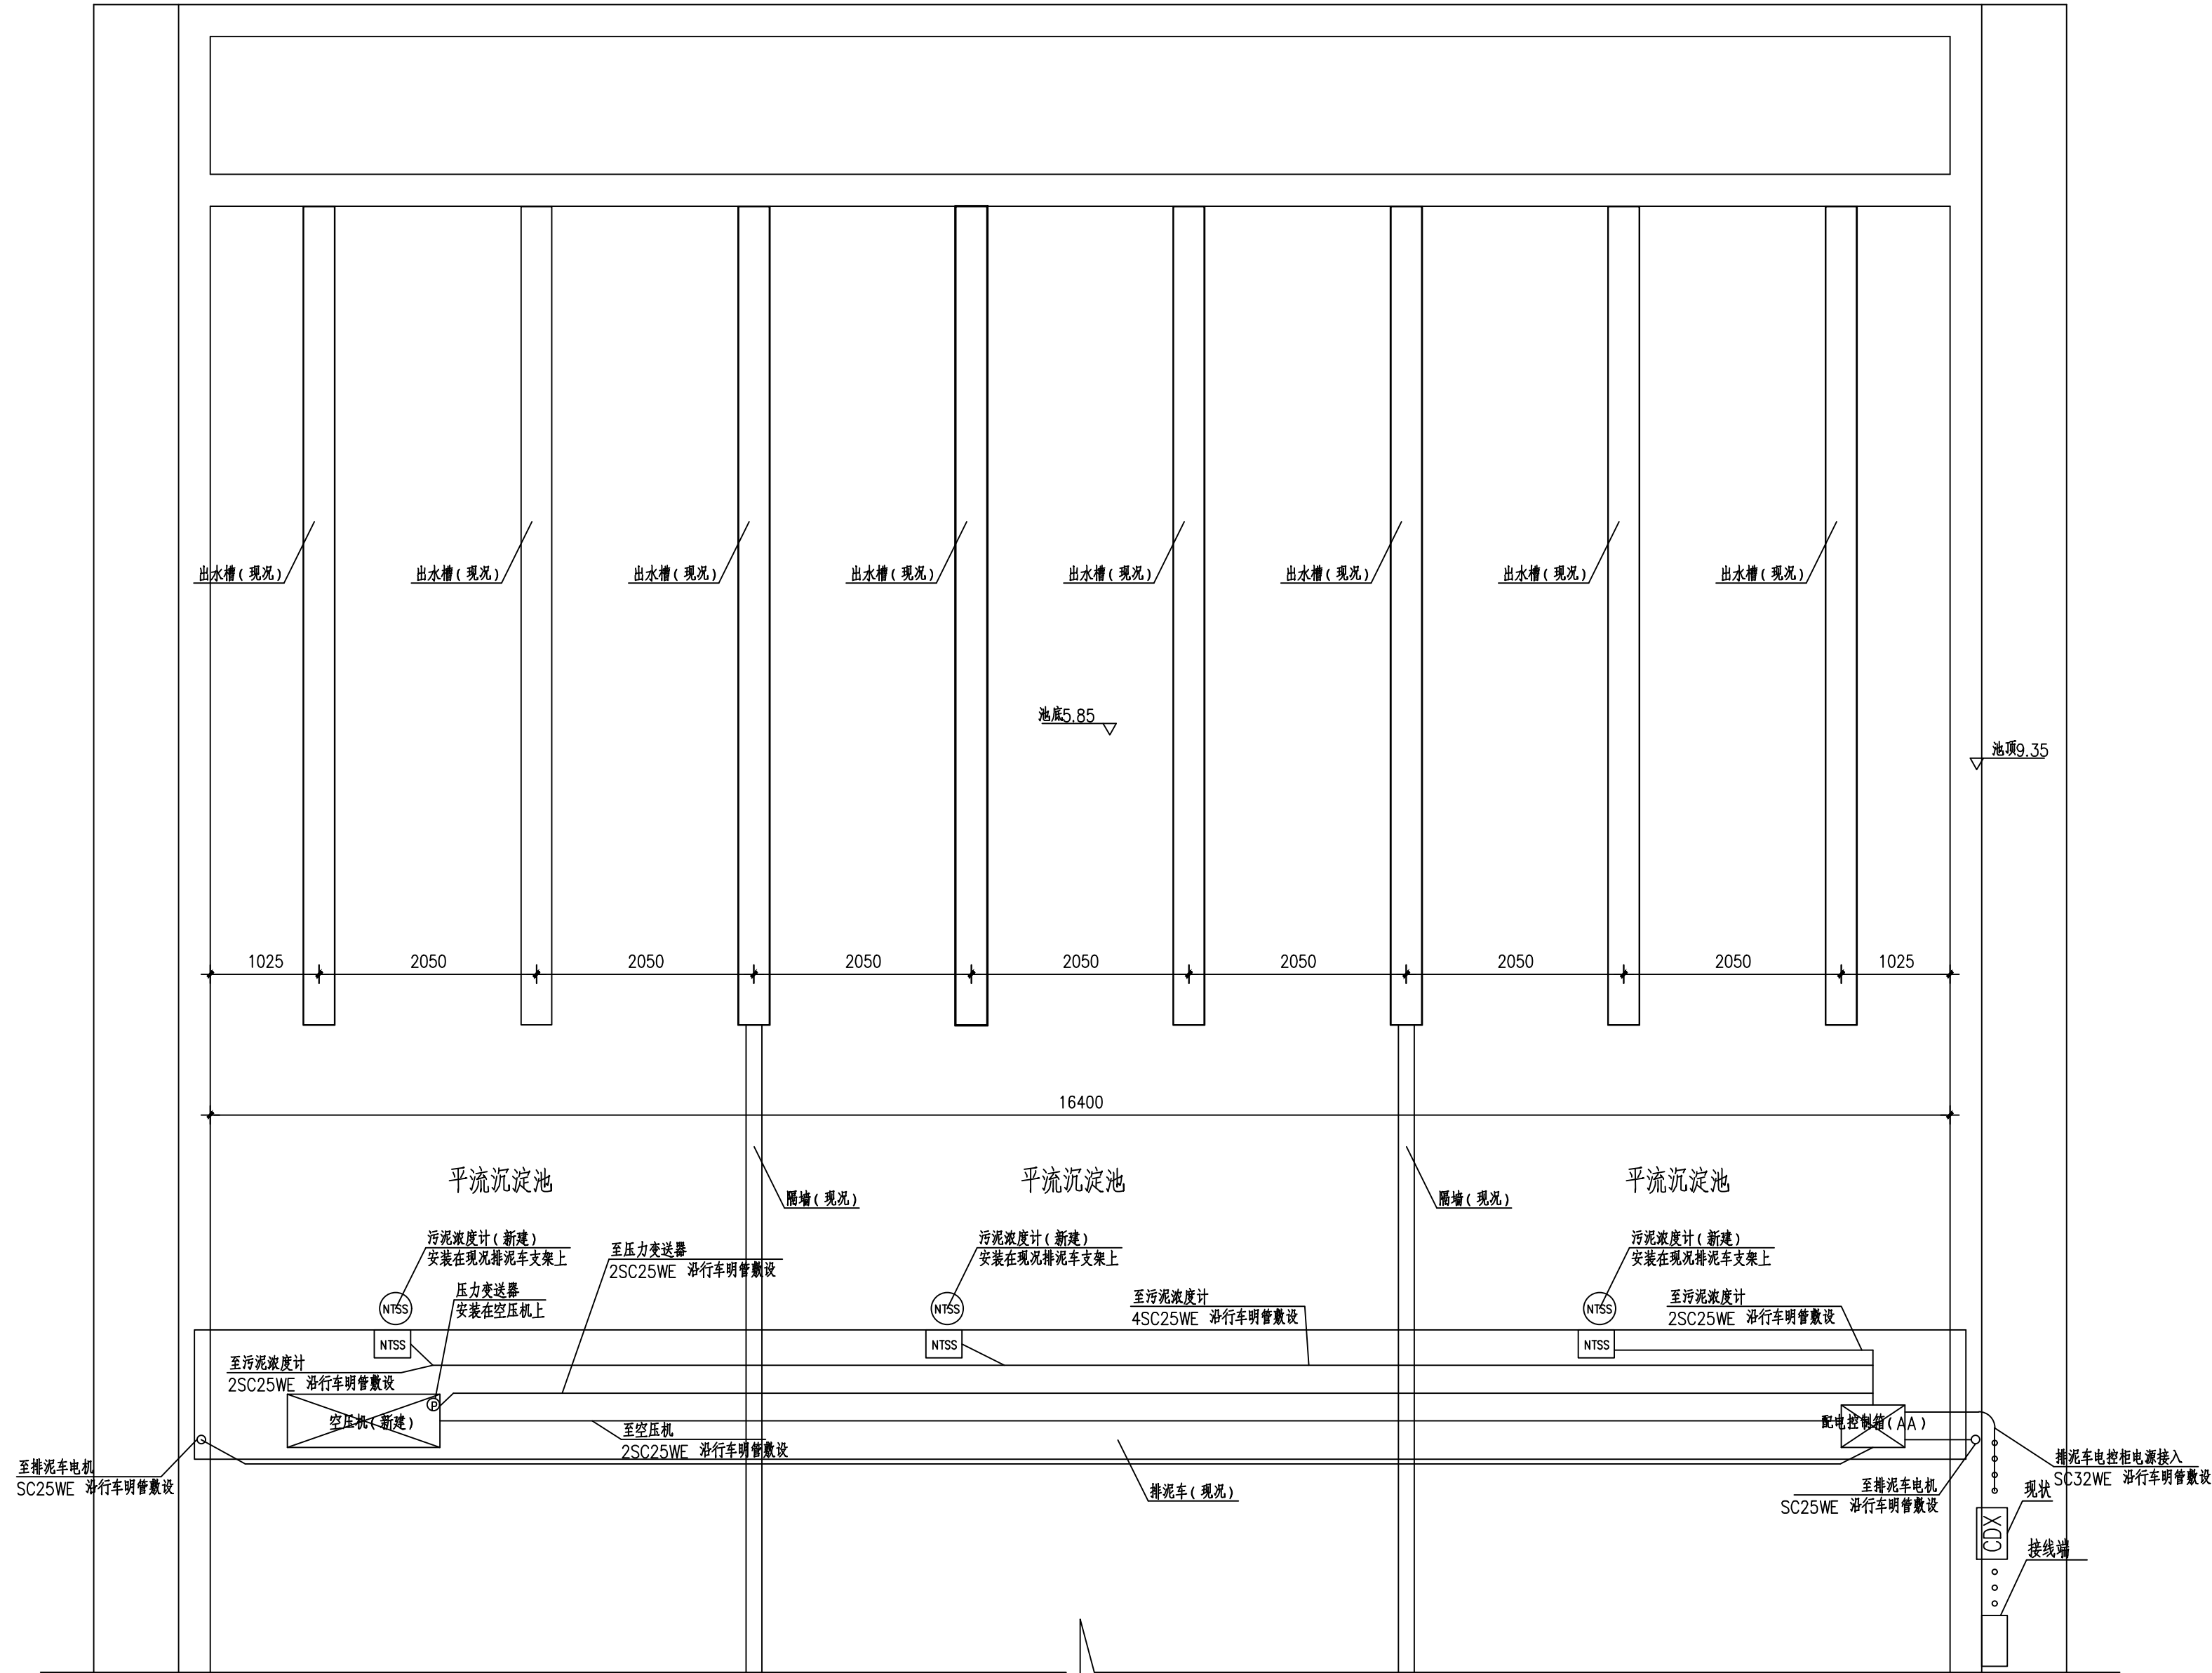 出水槽(现况)
出水槽(现况)
出水槽(现况)
出水槽(现况)
出水槽(现况)
出水槽(现况)
出水槽(现况)
出水槽(现况)
池底5.85
池顶9.35
1025
2050
2050
2050
2050
2050
2050
2050
1025
16400
平流沉淀池
平流沉淀池
平流沉淀池
隔墙(现况)
隔墙(现况)
污泥浓度计(新建)
安装在现况排泥车支架上
至压力变送器
2SC25WE 沿行车明管敷设
污泥浓度计(新建)
安装在现况排泥车支架上
污泥浓度计(新建)
安装在现况排泥车支架上
压力变送器
安装在空压机上
至污泥浓度计
4SC25WE 沿行车明管敷设
至污泥浓度计
2SC25WE 沿行车明管敷设
NTSS
NTSS
NTSS
NTSS
NTSS
NTSS
至污泥浓度计
2SC25WE 沿行车明管敷设
P
空压机(新建)
至空压机
2SC25WE 沿行车明管敷设
配电控制箱(AA)
至排泥车电机
SC25WE 沿行车明管敷设
排泥车(现况)
至排泥车电机
SC25WE 沿行车明管敷设
排泥车电控柜电源接入
SC32WE 沿行车明管敷设
现状
CDX
接线端